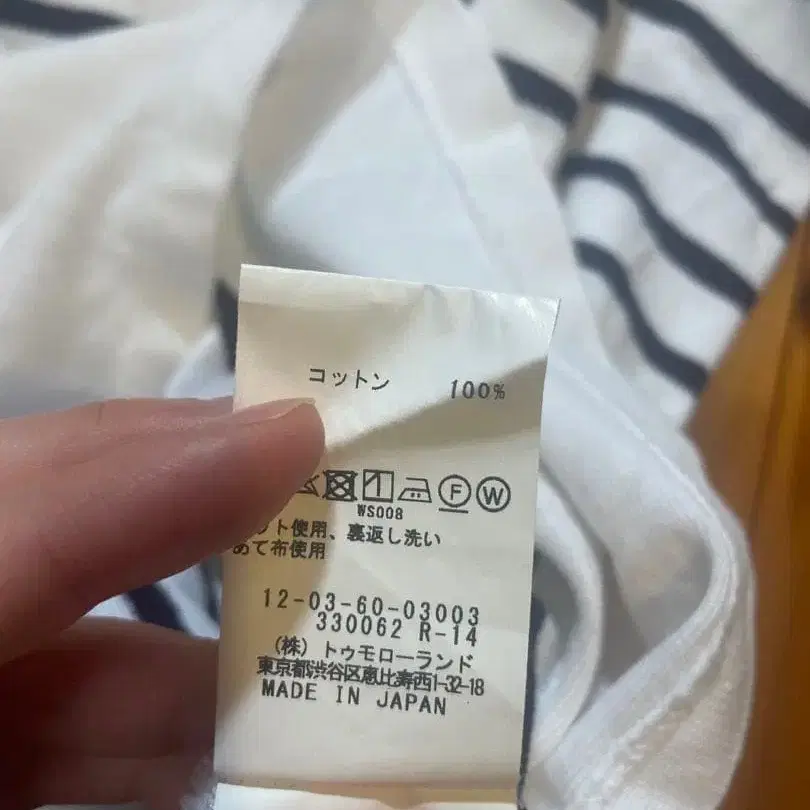 コットン 100%
F W
WS008
ット使用、裏返し洗い
あて布使用
12-03-60-03003
330062 R-14
(株) トゥモローランド
東京都渋谷区恵比寿西1-32-18
MADE IN JAPAN